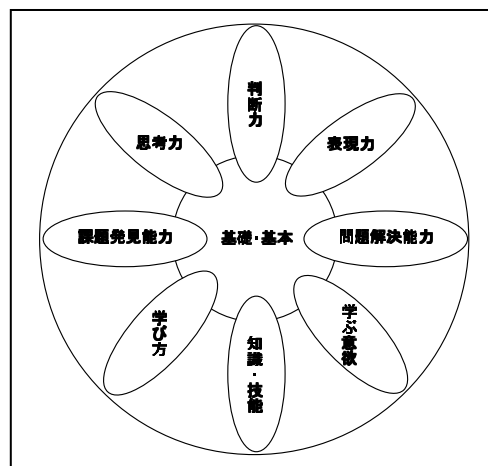 判断力
思考力
表現力
課題発見能力
基礎・基本
問題解決能力
学び方
知識・技能
学ぶ意欲